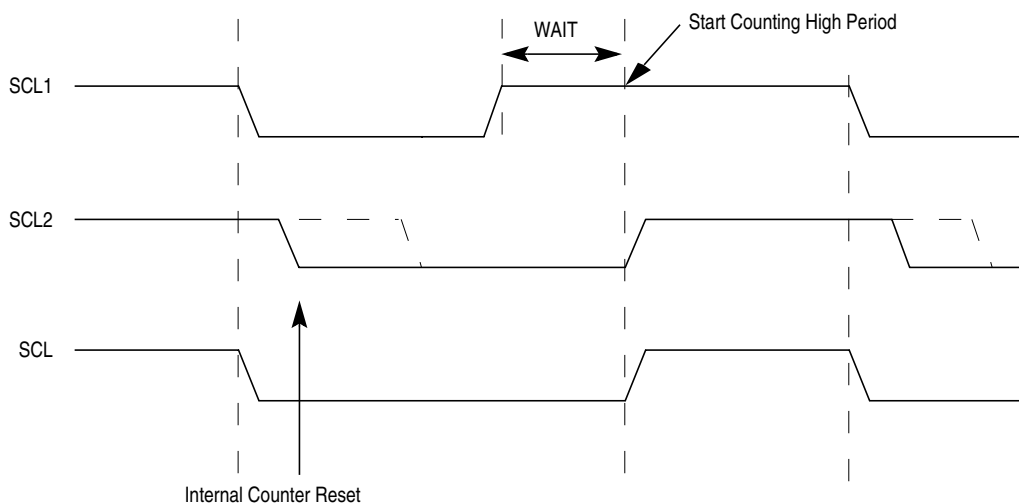 Start Counting High Period
WAIT
SCL1
SCL2
SCL
Internal Counter Reset